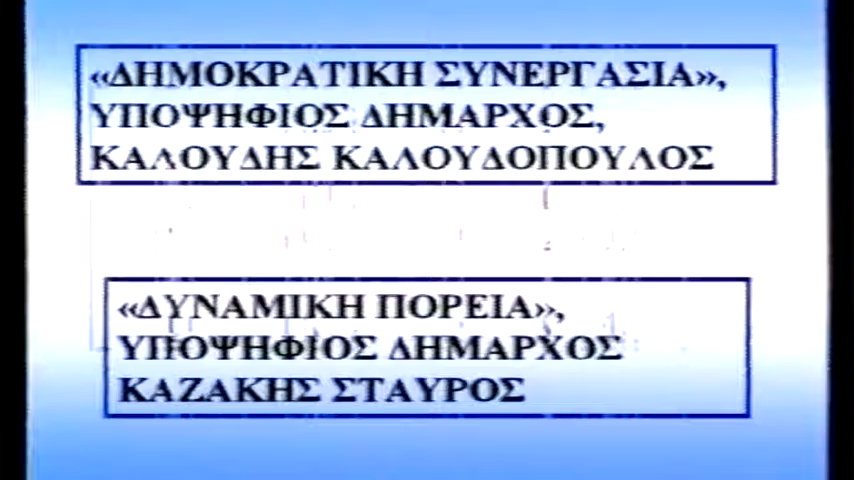 «ΔΗΜΟΚΡΑΤΙΚΗ ΣΥΝΕΡΓΑΣΙΑ»,
ΥΠΟΨΗΦΙΟΣ ΔΗΜΑΡΧΟΣ,
ΚΑΛΟΥΔΗΣ ΚΑΛΟΥΔΟΠΟΥΛΟΣ
«ΔΥΝΑΜΙΚΗ ΠΟΡΕΙΑ»,
ΥΠΟΨΗΦΙΟΣ ΔΗΜΑΡΧΟΣ
ΚΑΖΑΚΗΣ ΣΤΑΥΡΟΣ